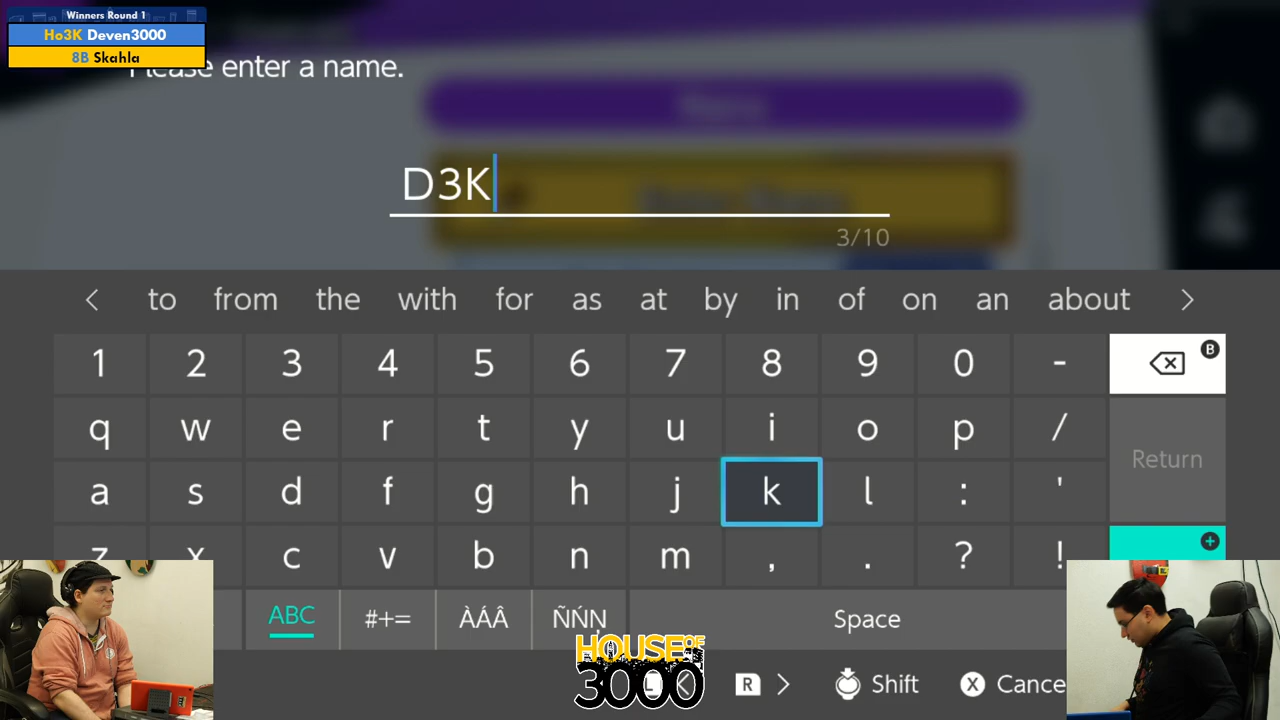 Winners Round 1
Ho3K Deven3000
8B Skahla
Please enter a name.
D3K
3/10
to from the with for as at by in of on an about
1 2 3 4 5 6 7 8 9 0 - B
q w e r t y u i o p /
Return
a s d f g h j k l : '
z x c v b n m , . ? ! +
ABC #+= ÀÁÂ ÑŃŅ Space
HOUSE OF
3000
R Shift X Cance